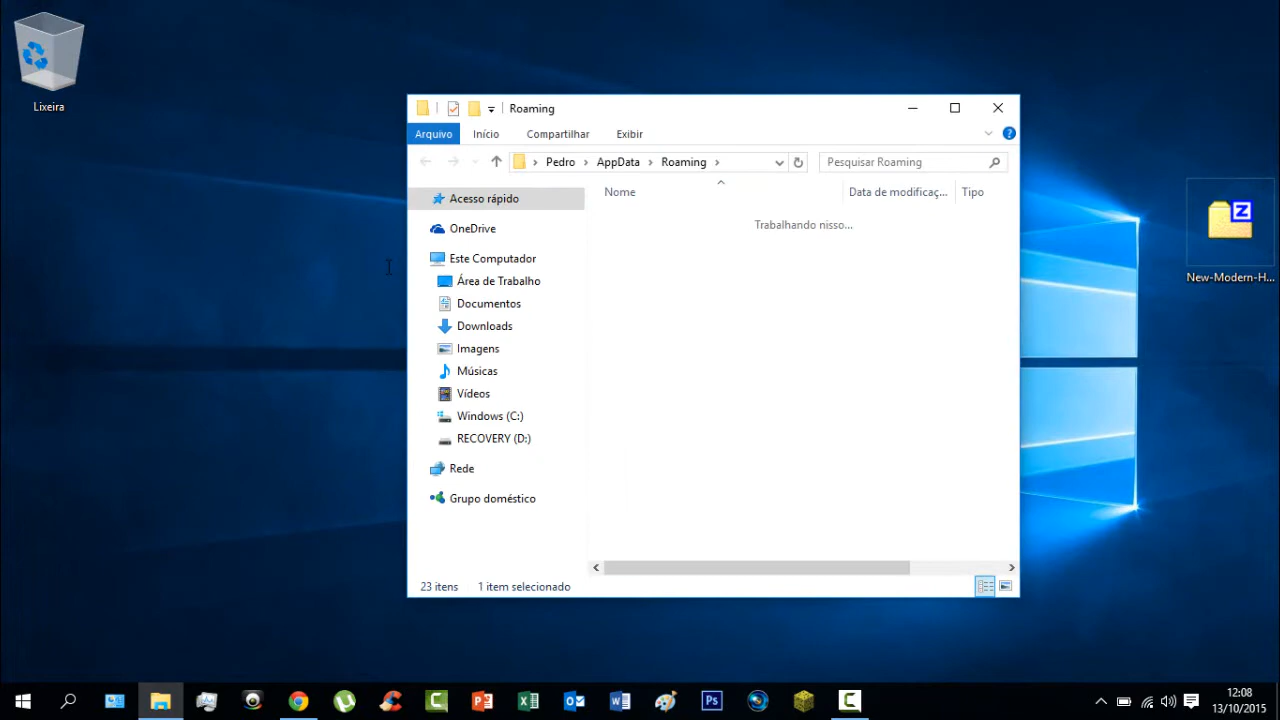 Lixeira
Roaming
Arquivo Início Compartilhar Exibir
Pedro AppData Roaming
Pesquisar Roaming
Acesso rápido
OneDrive
Este Computador
Área de Trabalho
Documentos
Downloads
Imagens
Músicas
Vídeos
Windows (C:)
RECOVERY (D:)
Rede
Grupo doméstico
Nome Data de modificaç... Tipo
Trabalhando nisso...
23 itens 1 item selecionado
Z
New-Modern-H...
Ps
12:08
13/10/2015